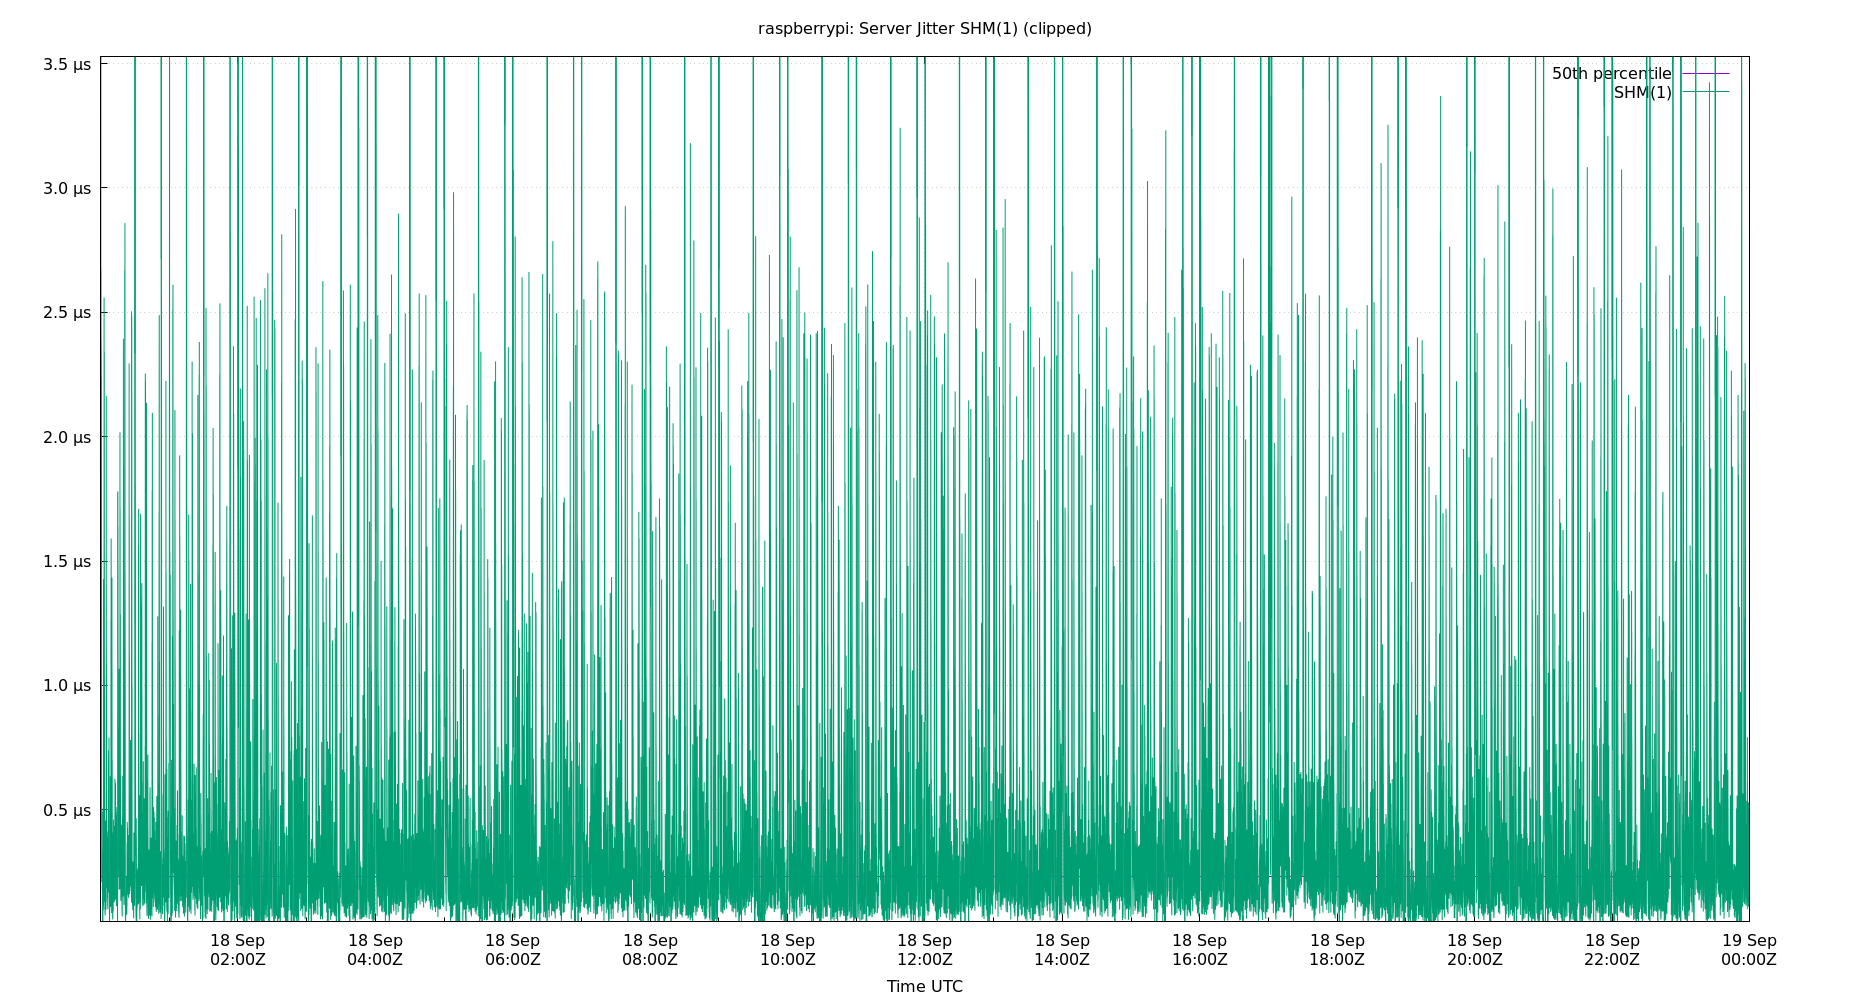 raspberrypi: Server Jitter SHM(1) (clipped)
3.5 µs
3.0 µs
2.5 µs
2.0 µs
1.5 µs
1.0 µs
0.5 µs
50th percentile
SHM(1)
18 Sep 18 Sep 18 Sep 18 Sep 18 Sep 18 Sep 18 Sep 18 Sep 18 Sep 18 Sep 18 Sep 19 Sep
02:00Z 04:00Z 06:00Z 08:00Z 10:00Z 12:00Z 14:00Z 16:00Z 18:00Z 20:00Z 22:00Z 00:00Z
Time UTC